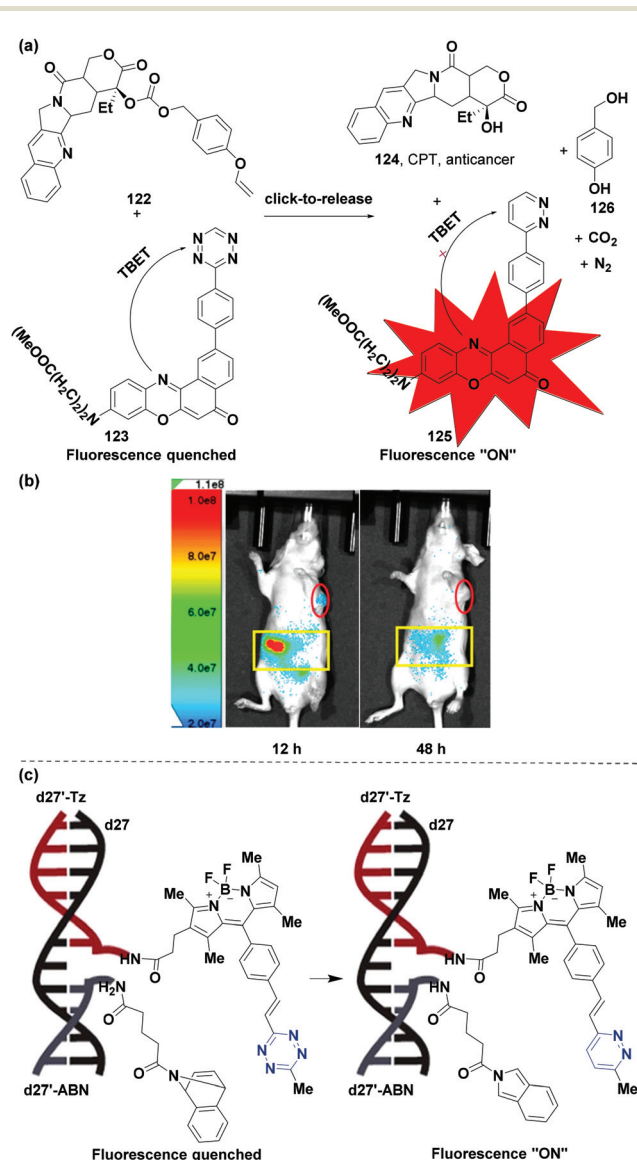 (a)
O
O
O
N
Et
O
O
O
N
O
122
+
TBET
N N
N N
(MeOOC(H₂C)₂)₂N
N
O
O
123
Fluorescence quenched
click-to-release
O
N
O
O
N
Et
OH
124, CPT, anticancer
+
HO
OH
126
+
TBET
×
N
N
+ CO₂
+ N₂
(MeOOC(H₂C)₂)₂N
N
O
O
125
Fluorescence "ON"
(b)
1.1e8
1.0e8
8.0e7
6.0e7
4.0e7
2.0e7
12 h
48 h
(c)
d27'-Tz
d27
F F
Me
Me
N B N
+ −
Me
Me
HN
O
H₂N
O
O
N
N N
N N
Me
d27'-ABN
Fluorescence quenched
d27'-Tz
d27
F F
Me
Me
N B N
+ −
Me
Me
HN
O
HN
O
O
N
N
N
Me
d27'-ABN
Fluorescence "ON"